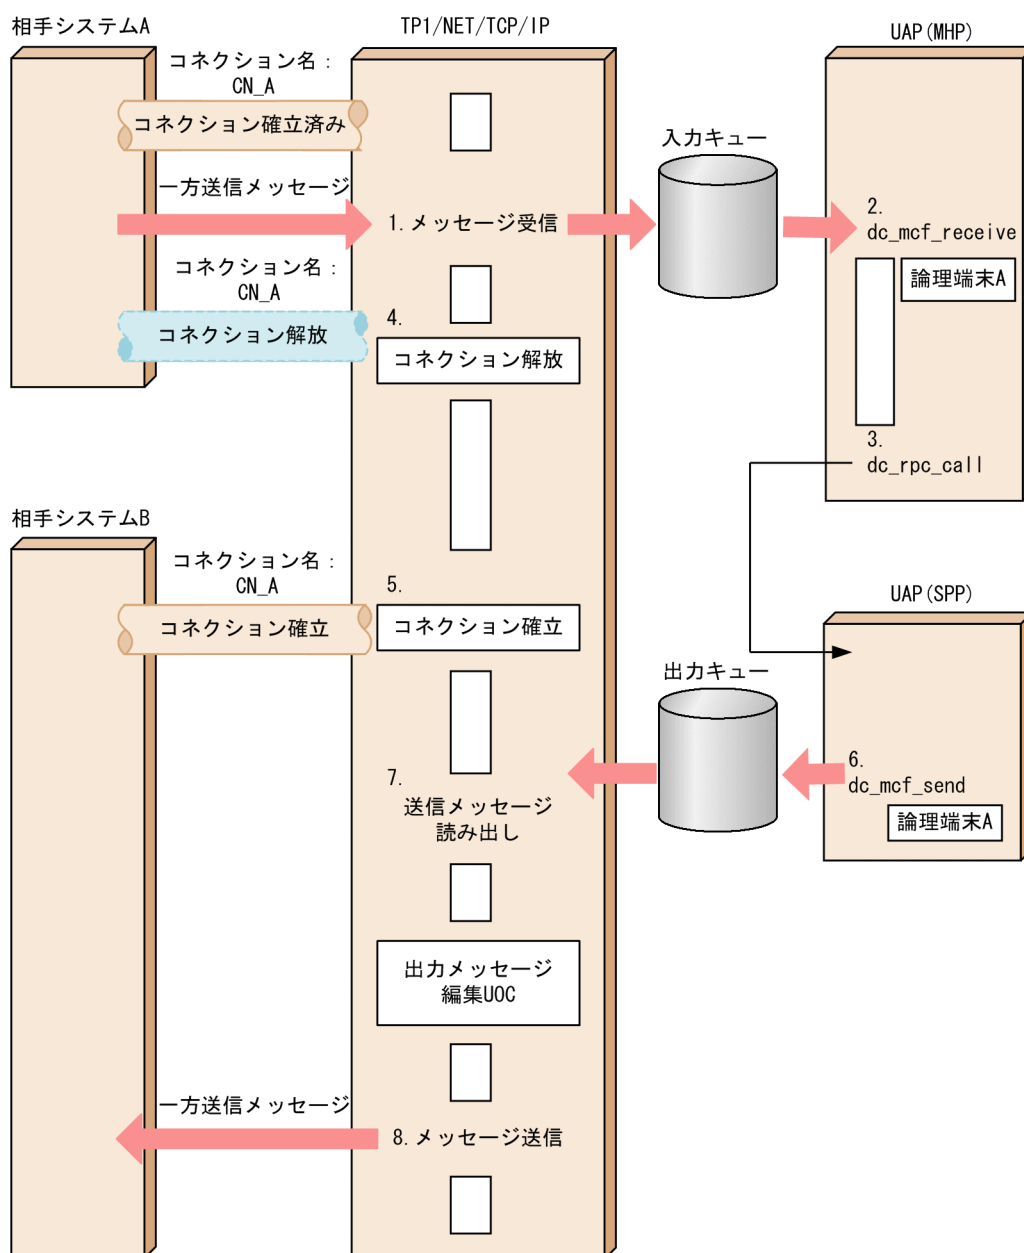 相手システムA
TP1/NET/TCP/IP
UAP(MHP)
コネクション名：
CN_A
コネクション確立済み
入力キュー
一方送信メッセージ
1.メッセージ受信
2.
dc_mcf_receive
論理端末A
コネクション名：
CN_A
コネクション解放
4.
コネクション解放
3.
dc_rpc_call
相手システムB
コネクション名：
CN_A
コネクション確立
5.
コネクション確立
UAP(SPP)
出力キュー
6.
dc_mcf_send
論理端末A
7.
送信メッセージ
読み出し
出力メッセージ
編集UOC
一方送信メッセージ
8.メッセージ送信